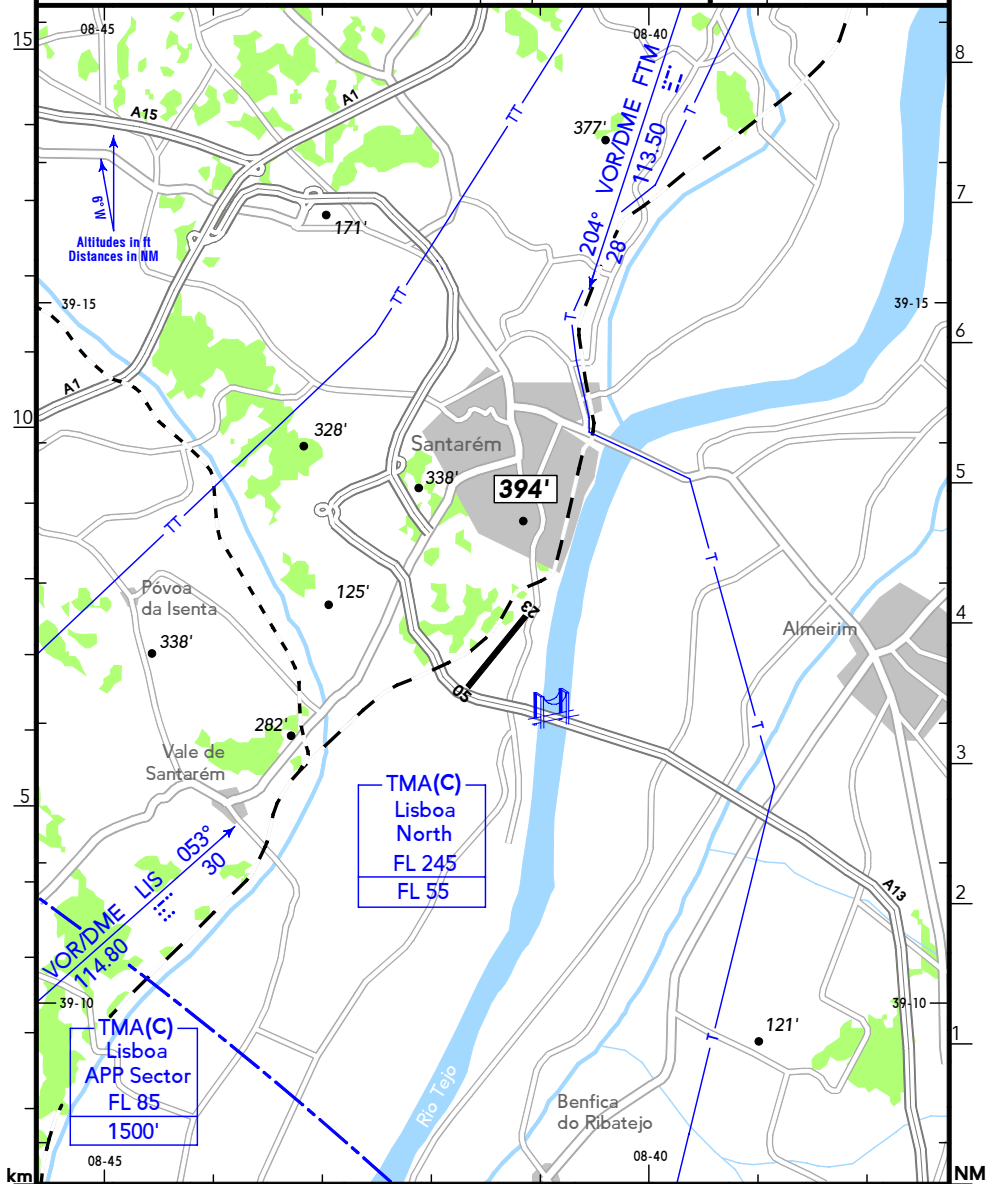 15
08-45
08-40
8
A15
A1
TT
T
VOR/DME FTM
113.50
204°
28
377'
171'
7
6°W
Altitudes in ft
Distances in NM
39-15
TT
T
39-15
6
A1
10
328'
338'
Santarém
394'
5
TT
T
125'
Póvoa
da Isenta
338'
23
05
4
Almeirim
282'
Vale de
Santarém
T
3
5
TMA(C)
Lisboa
North
FL 245
FL 55
053°
30
VOR/DME LIS
114.80
A13
2
39-10
39-10
TMA(C)
Lisboa
APP Sector
FL 85
1500'
121'
T
1
Rio Tejo
Benfica
do Ribatejo
08-45
08-40
km
NM